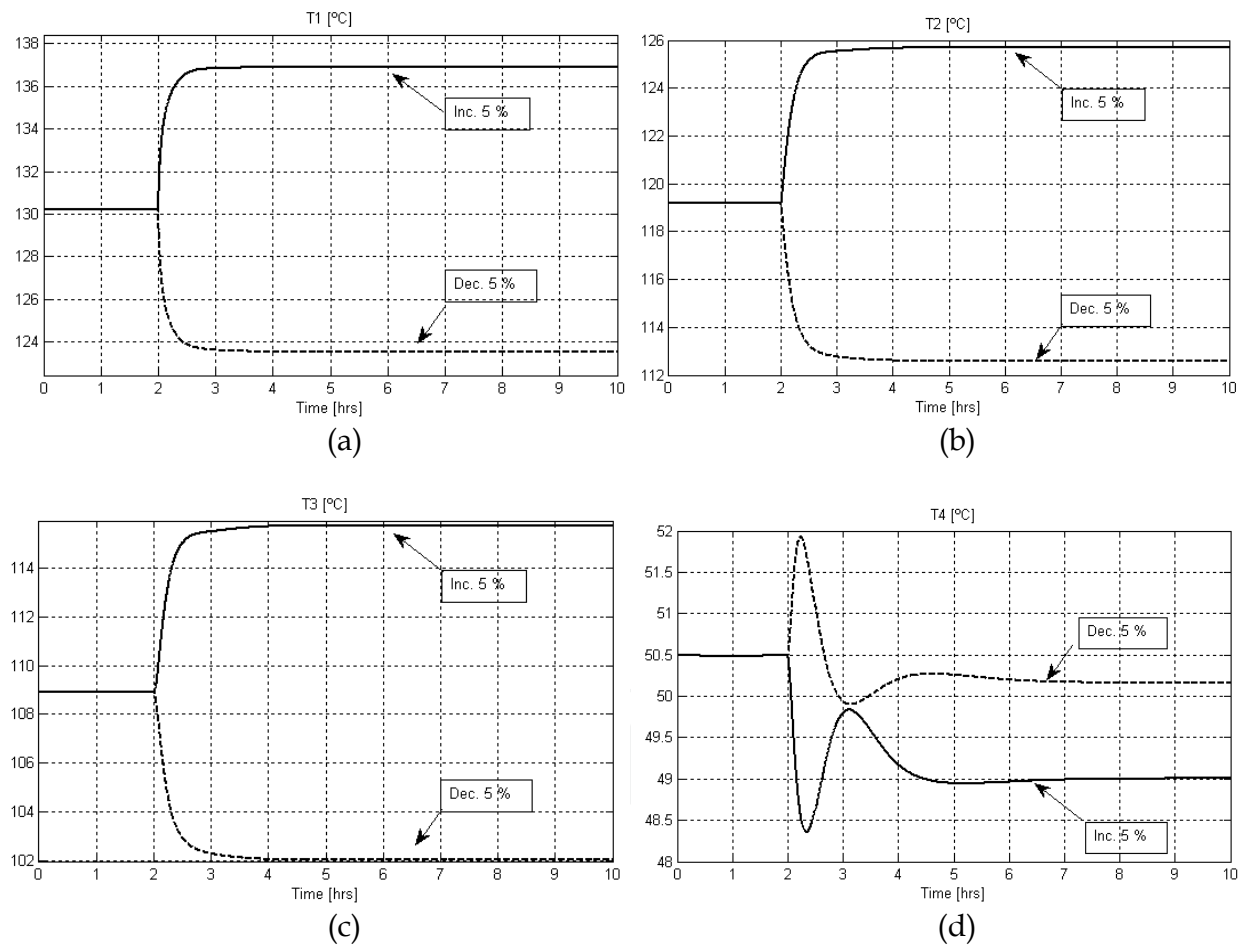 T1 [ºC]
138
136
134
132
130
128
126
124
0 1 2 3 4 5 6 7 8 9 10
Time [hrs]
Inc. 5 %
Dec. 5 %
(a)
T2 [ºC]
126
124
122
120
118
116
114
112
0 1 2 3 4 5 6 7 8 9 10
Time [hrs]
Inc. 5 %
Dec. 5 %
(b)
T3 [ºC]
114
112
110
108
106
104
102
0 1 2 3 4 5 6 7 8 9 10
Time [hrs]
Inc. 5 %
Dec. 5 %
(c)
T4 [ºC]
52
51.5
51
50.5
50
49.5
49
48.5
48
0 1 2 3 4 5 6 7 8 9 10
Time [hrs]
Dec. 5 %
Inc. 5 %
(d)